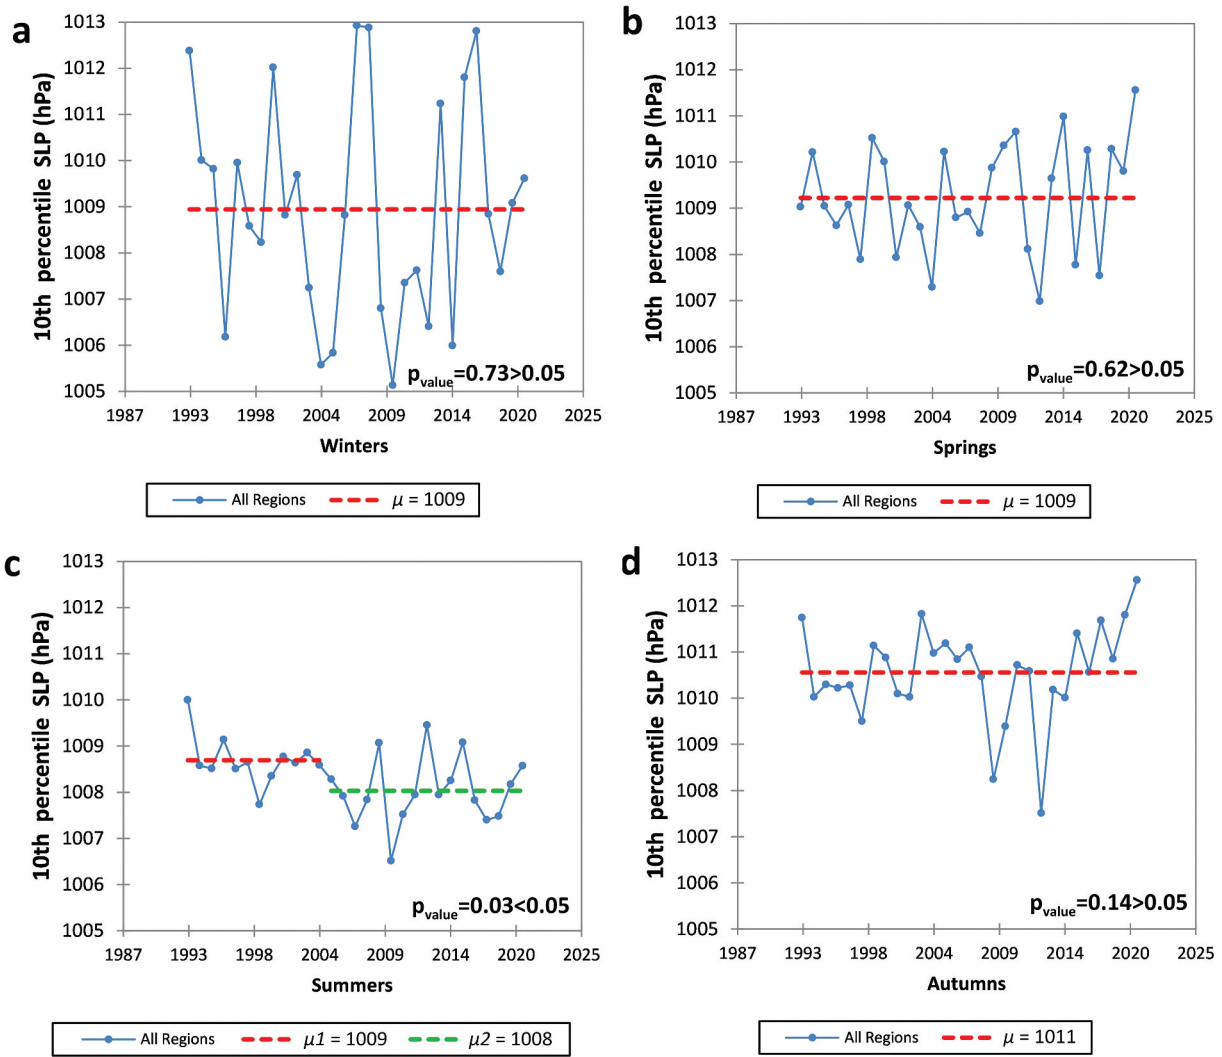 a
10th percentile SLP (hPa)
1013
1012
1011
1010
1009
1008
1007
1006
1005
p_value=0.73>0.05
1987 1993 1998 2004 2009 2014 2020 2025
Winters
All Regions μ = 1009
b
10th percentile SLP (hPa)
1013
1012
1011
1010
1009
1008
1007
1006
1005
p_value=0.62>0.05
1987 1993 1998 2004 2009 2014 2020 2025
Springs
All Regions μ = 1009
c
10th percentile SLP (hPa)
1013
1012
1011
1010
1009
1008
1007
1006
1005
p_value=0.03<0.05
1987 1993 1998 2004 2009 2014 2020 2025
Summers
All Regions μ1 = 1009 μ2 = 1008
d
10th percentile SLP (hPa)
1013
1012
1011
1010
1009
1008
1007
1006
1005
p_value=0.14>0.05
1987 1993 1998 2004 2009 2014 2020 2025
Autumns
All Regions μ = 1011